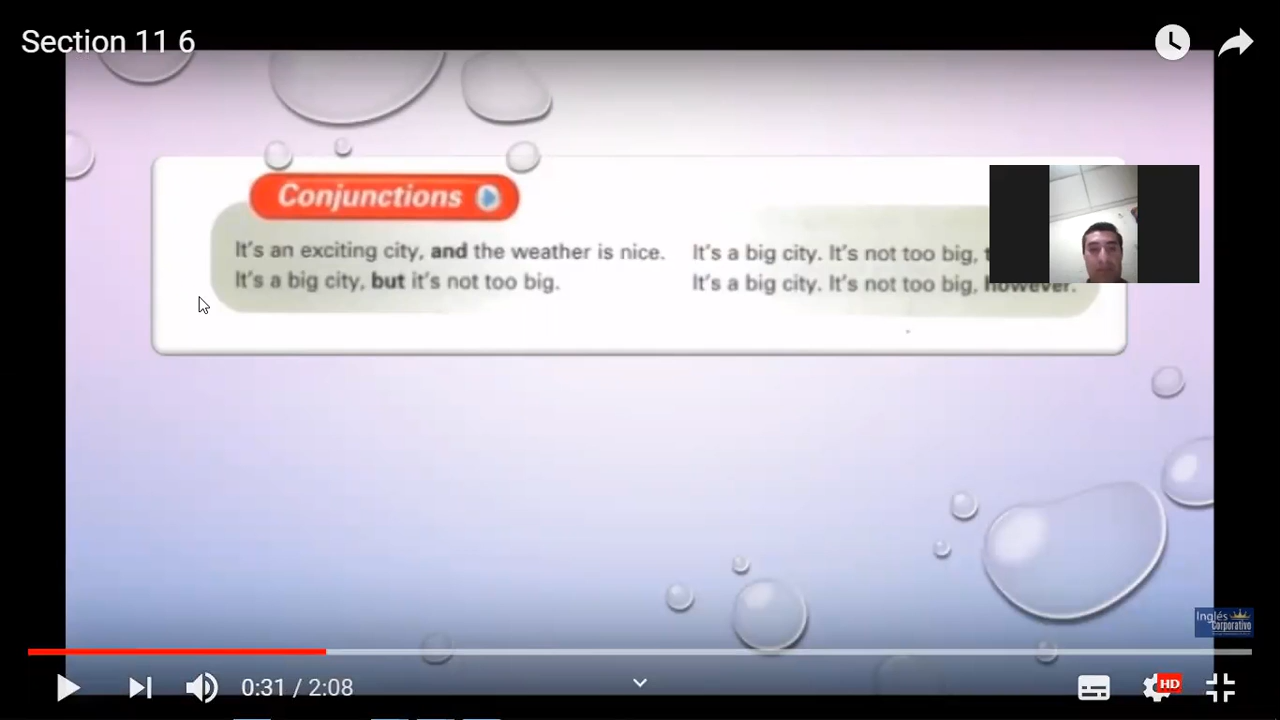 Section 11 6
Conjunctions
It's an exciting city, and the weather is nice.
It's a big city, but it's not too big.
It's a big city. It's not too big,
It's a big city. It's not too big, however.
Inglés
Corporativo
0:31 / 2:08
HD